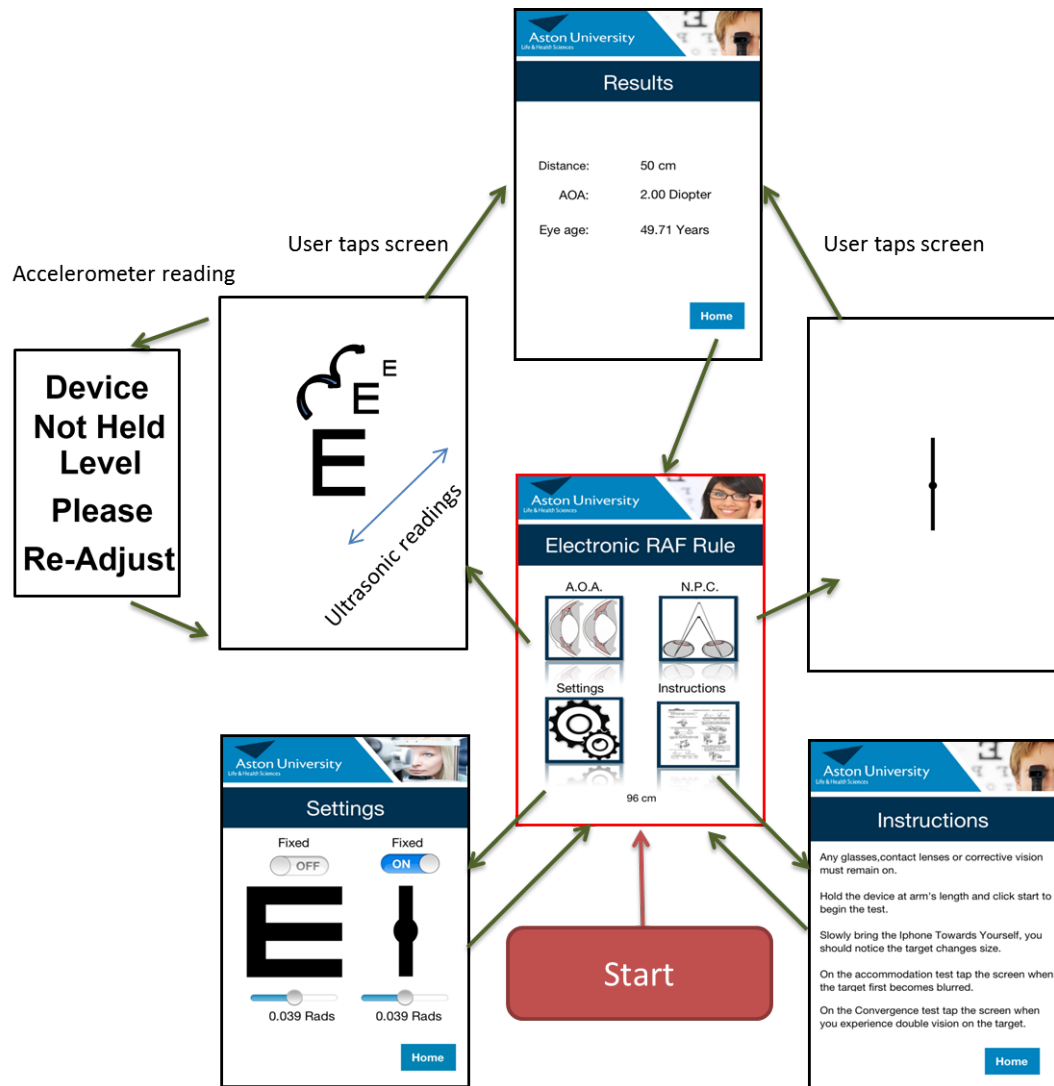 Aston University
Life & Health Sciences
Results
Distance: 50 cm
AOA: 2.00 Diopter
Eye age: 49.71 Years
Home
User taps screen
User taps screen
Accelerometer reading
Device
Not Held
Level
Please
Re-Adjust
E
E
E
Ultrasonic readings
Aston University
Life & Health Sciences
Electronic RAF Rule
A.O.A. N.P.C.
Settings Instructions
96 cm
Aston University
Life & Health Sciences
Settings
Fixed Fixed
OFF ON
E
0.039 Rads 0.039 Rads
Home
Start
Aston University
Life & Health Sciences
Instructions
Any glasses,contact lenses or corrective vision
must remain on.
Hold the device at arm's length and click start to
begin the test.
Slowly bring the Iphone Towards Yourself, you
should notice the target changes size.
On the accommodation test tap the screen when
the target first becomes blurred.
On the Convergence test tap the screen when
you experience double vision on the target.
Home